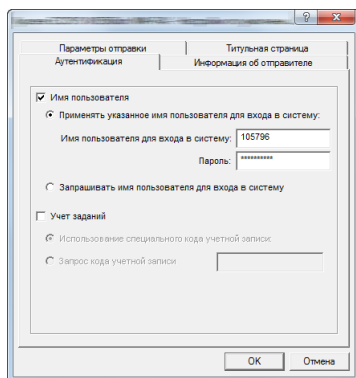 Параметры отправки
Титульная страница
Аутентификация
Информация об отправителе
Имя пользователя
Применять указанное имя пользователя для входа в систему:
Имя пользователя для входа в систему: 105796
Пароль: **********
Запрашивать имя пользователя для входа в систему
Учет заданий
Использование специального кода учетной записи:
Запрос кода учетной записи
OK
Отмена